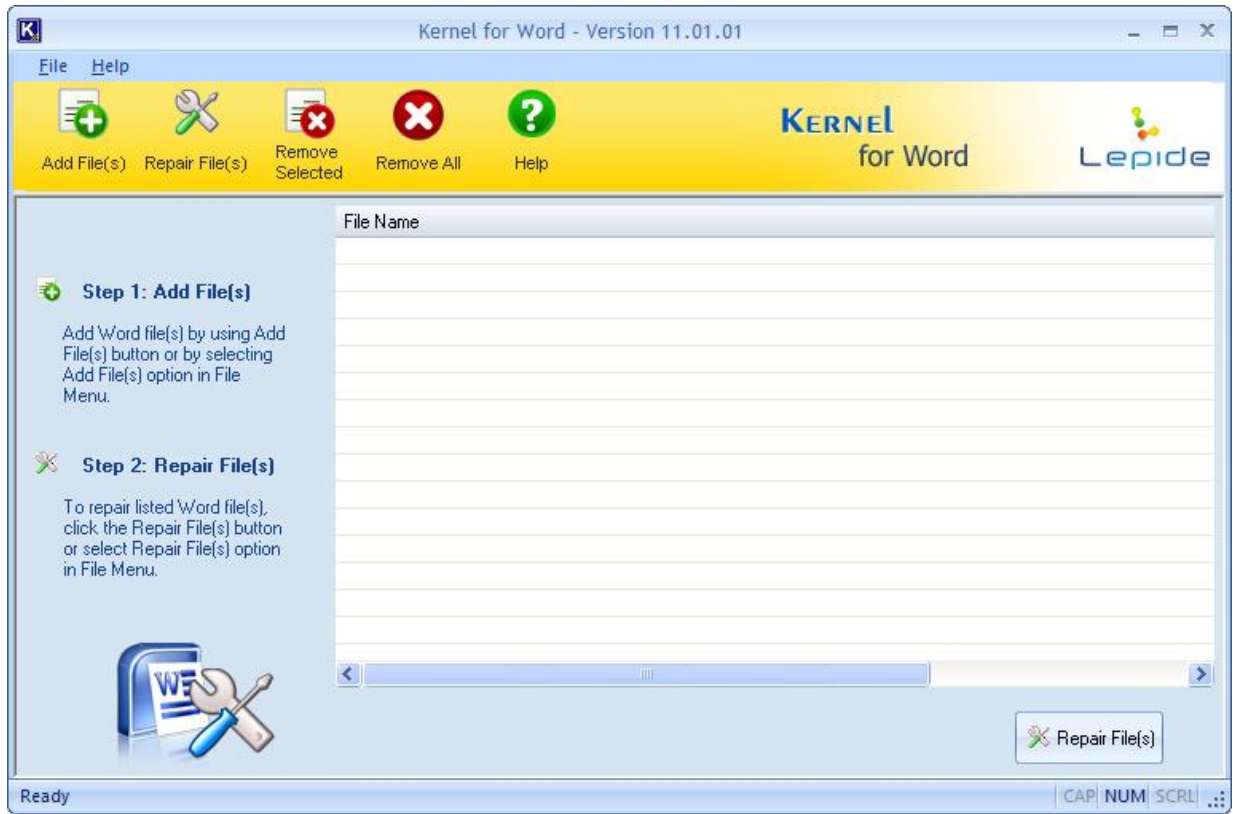 K
Kernel for Word - Version 11.01.01
File Help
Add File(s) Repair File(s) Remove Selected Remove All Help
KERNEl
for Word
Lepide
File Name
Step 1: Add File(s)
Add Word file(s) by using Add
File(s) button or by selecting
Add File(s) option in File
Menu.
Step 2: Repair File(s)
To repair listed Word file(s),
click the Repair File(s) button
or select Repair File(s) option
in File Menu.
W
Repair File(s)
Ready
CAP NUM SCRL